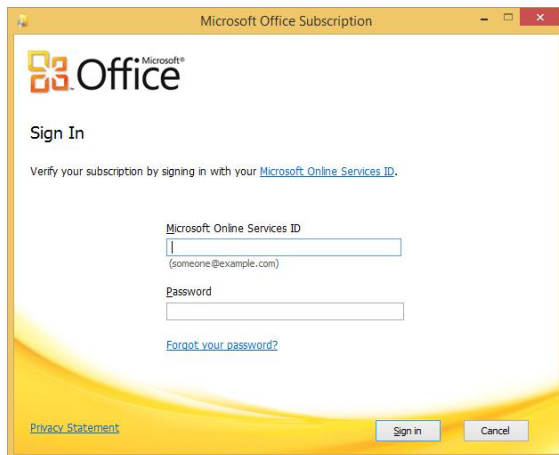 Microsoft Office Subscription
Microsoft®
Office
Sign In
Verify your subscription by signing in with your Microsoft Online Services ID.
Microsoft Online Services ID
(someone@example.com)
Password
Forgot your password?
Privacy Statement
Sign in
Cancel